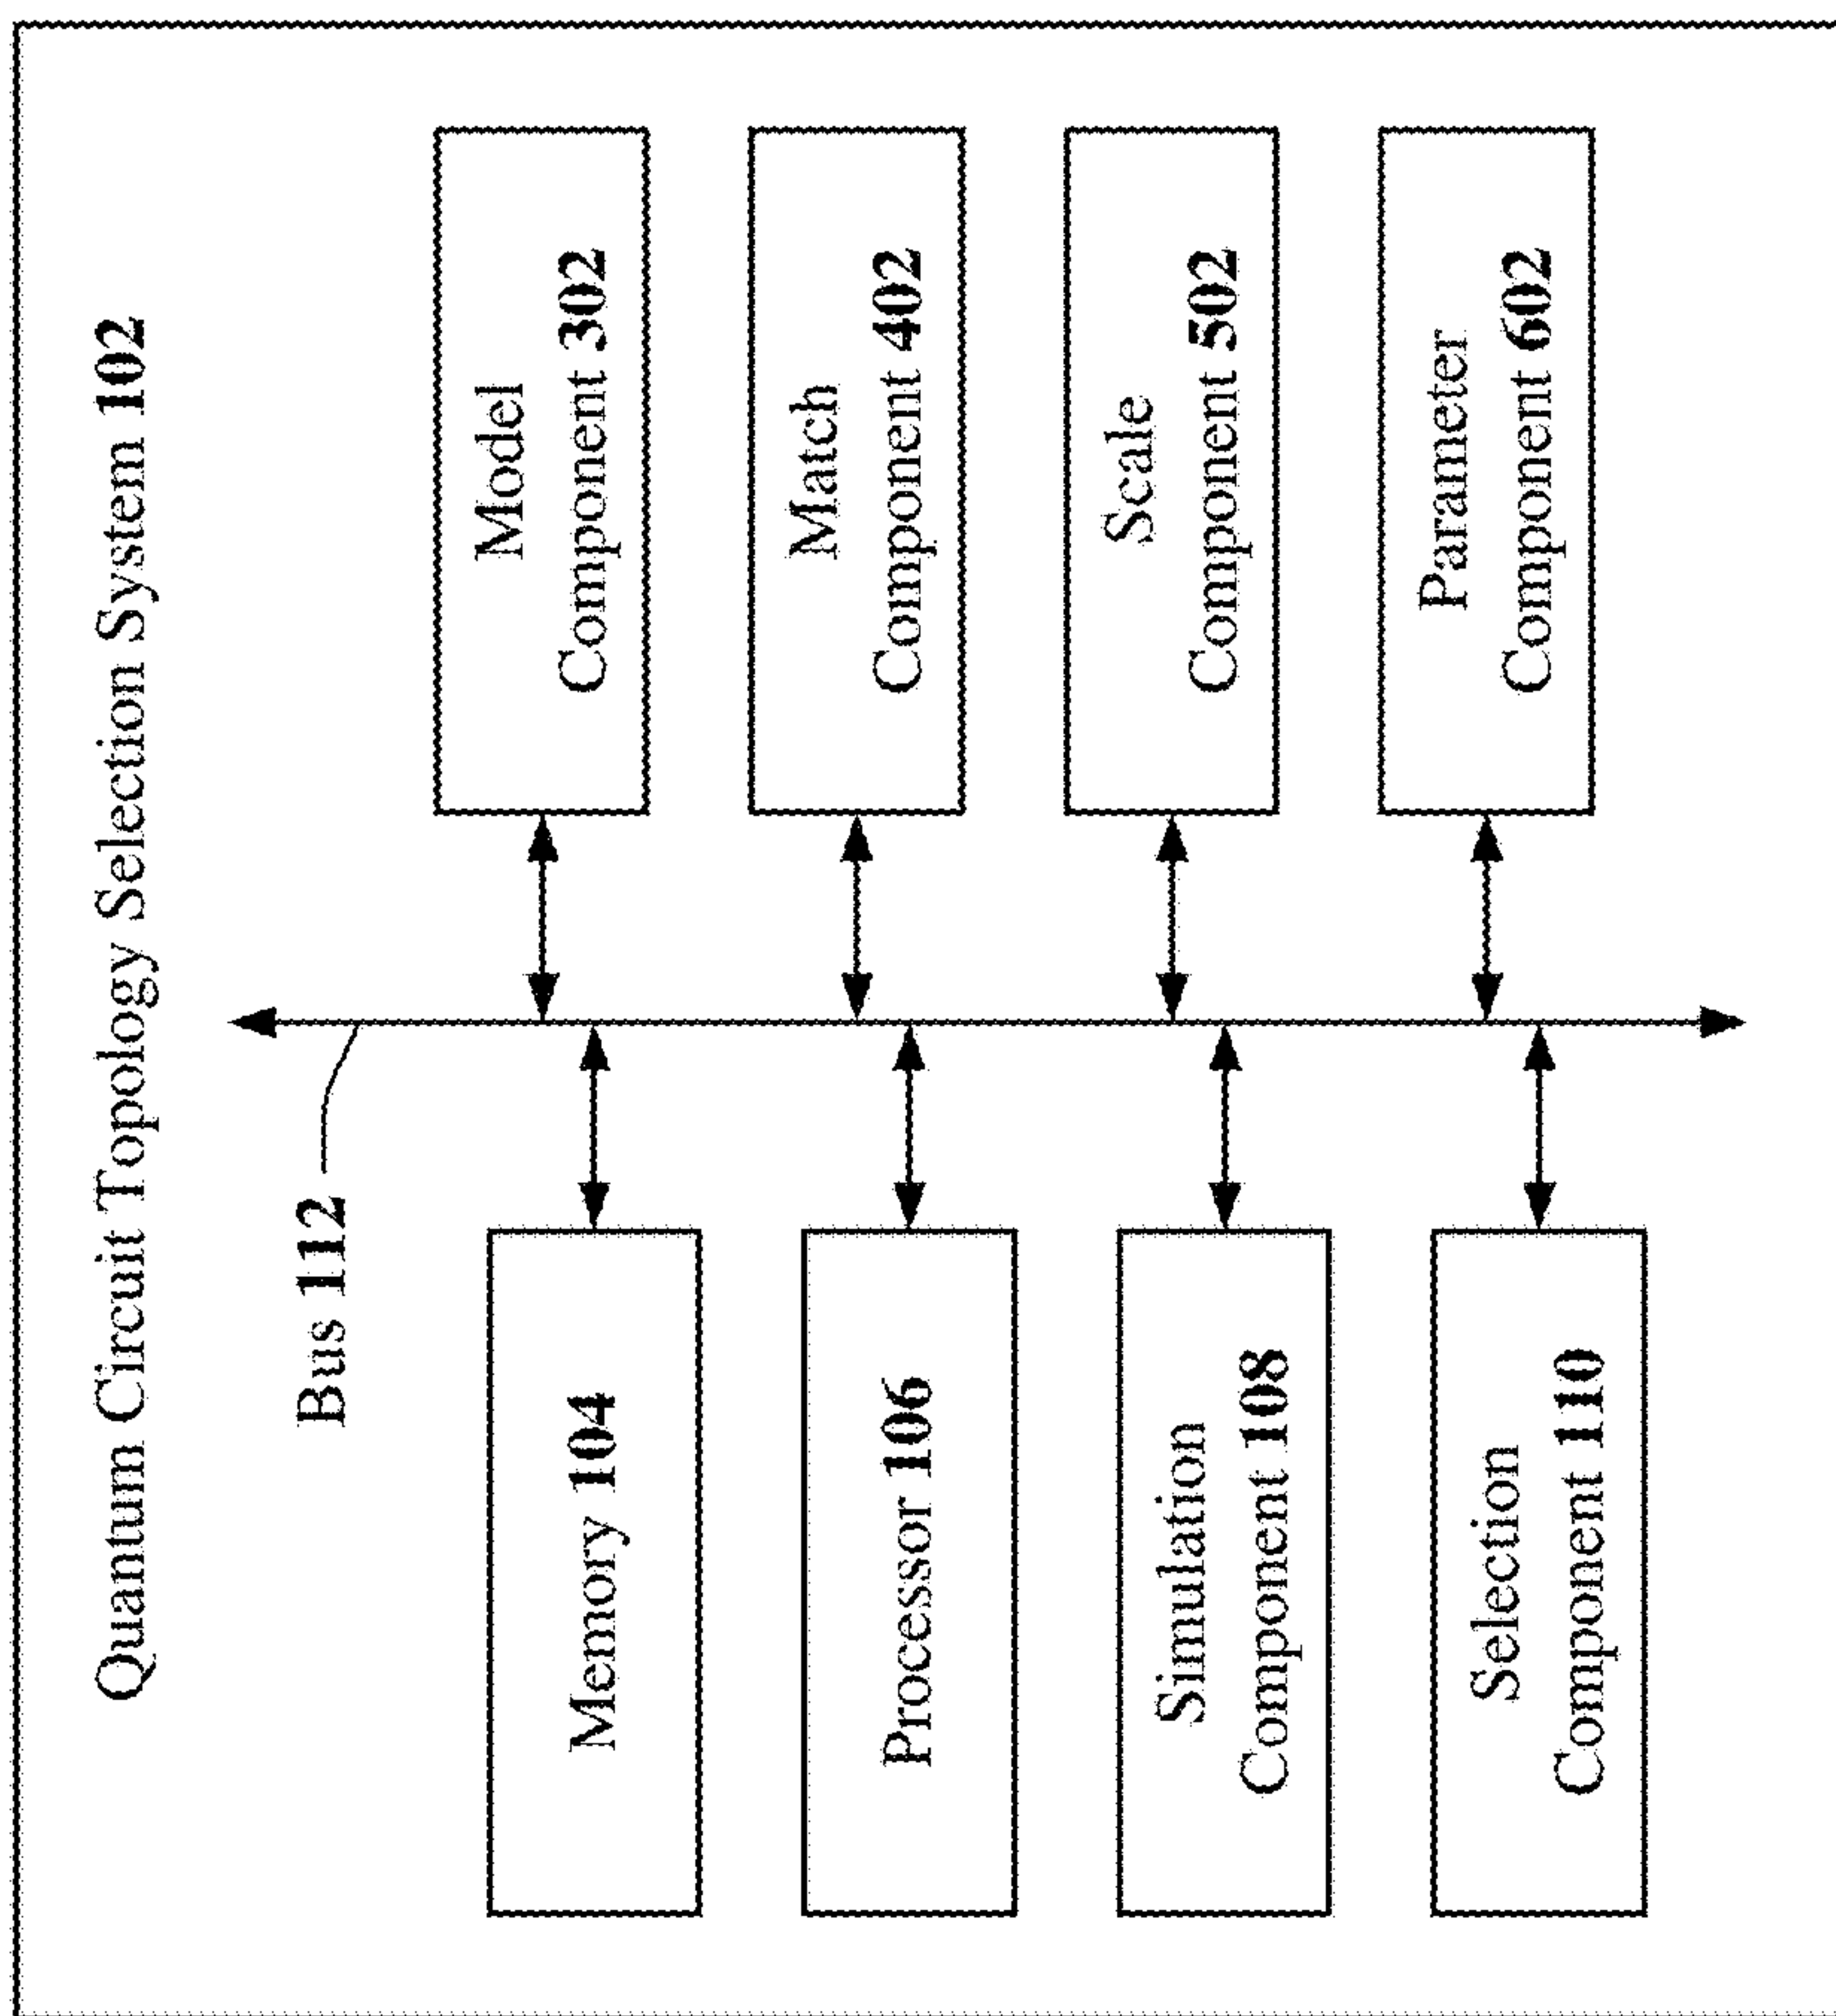 Quantum Circuit Topology Selection System 102
Bus 112
Memory 104
Processor 106
Simulation
Component 108
Selection
Component 110
Model
Component 302
Match
Component 402
Scale
Component 502
Parameter
Component 602